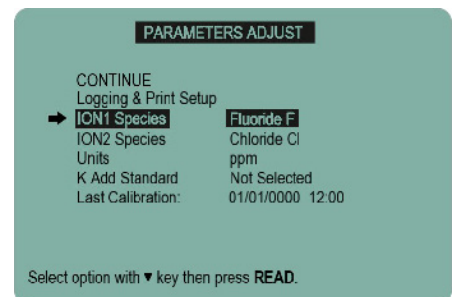 PARAMETERS ADJUST
CONTINUE
Logging & Print Setup
➡ ION1 Species Fluoride F
ION2 Species Chloride Cl
Units ppm
K Add Standard Not Selected
Last Calibration: 01/01/0000 12:00
Select option with ▼ key then press READ.